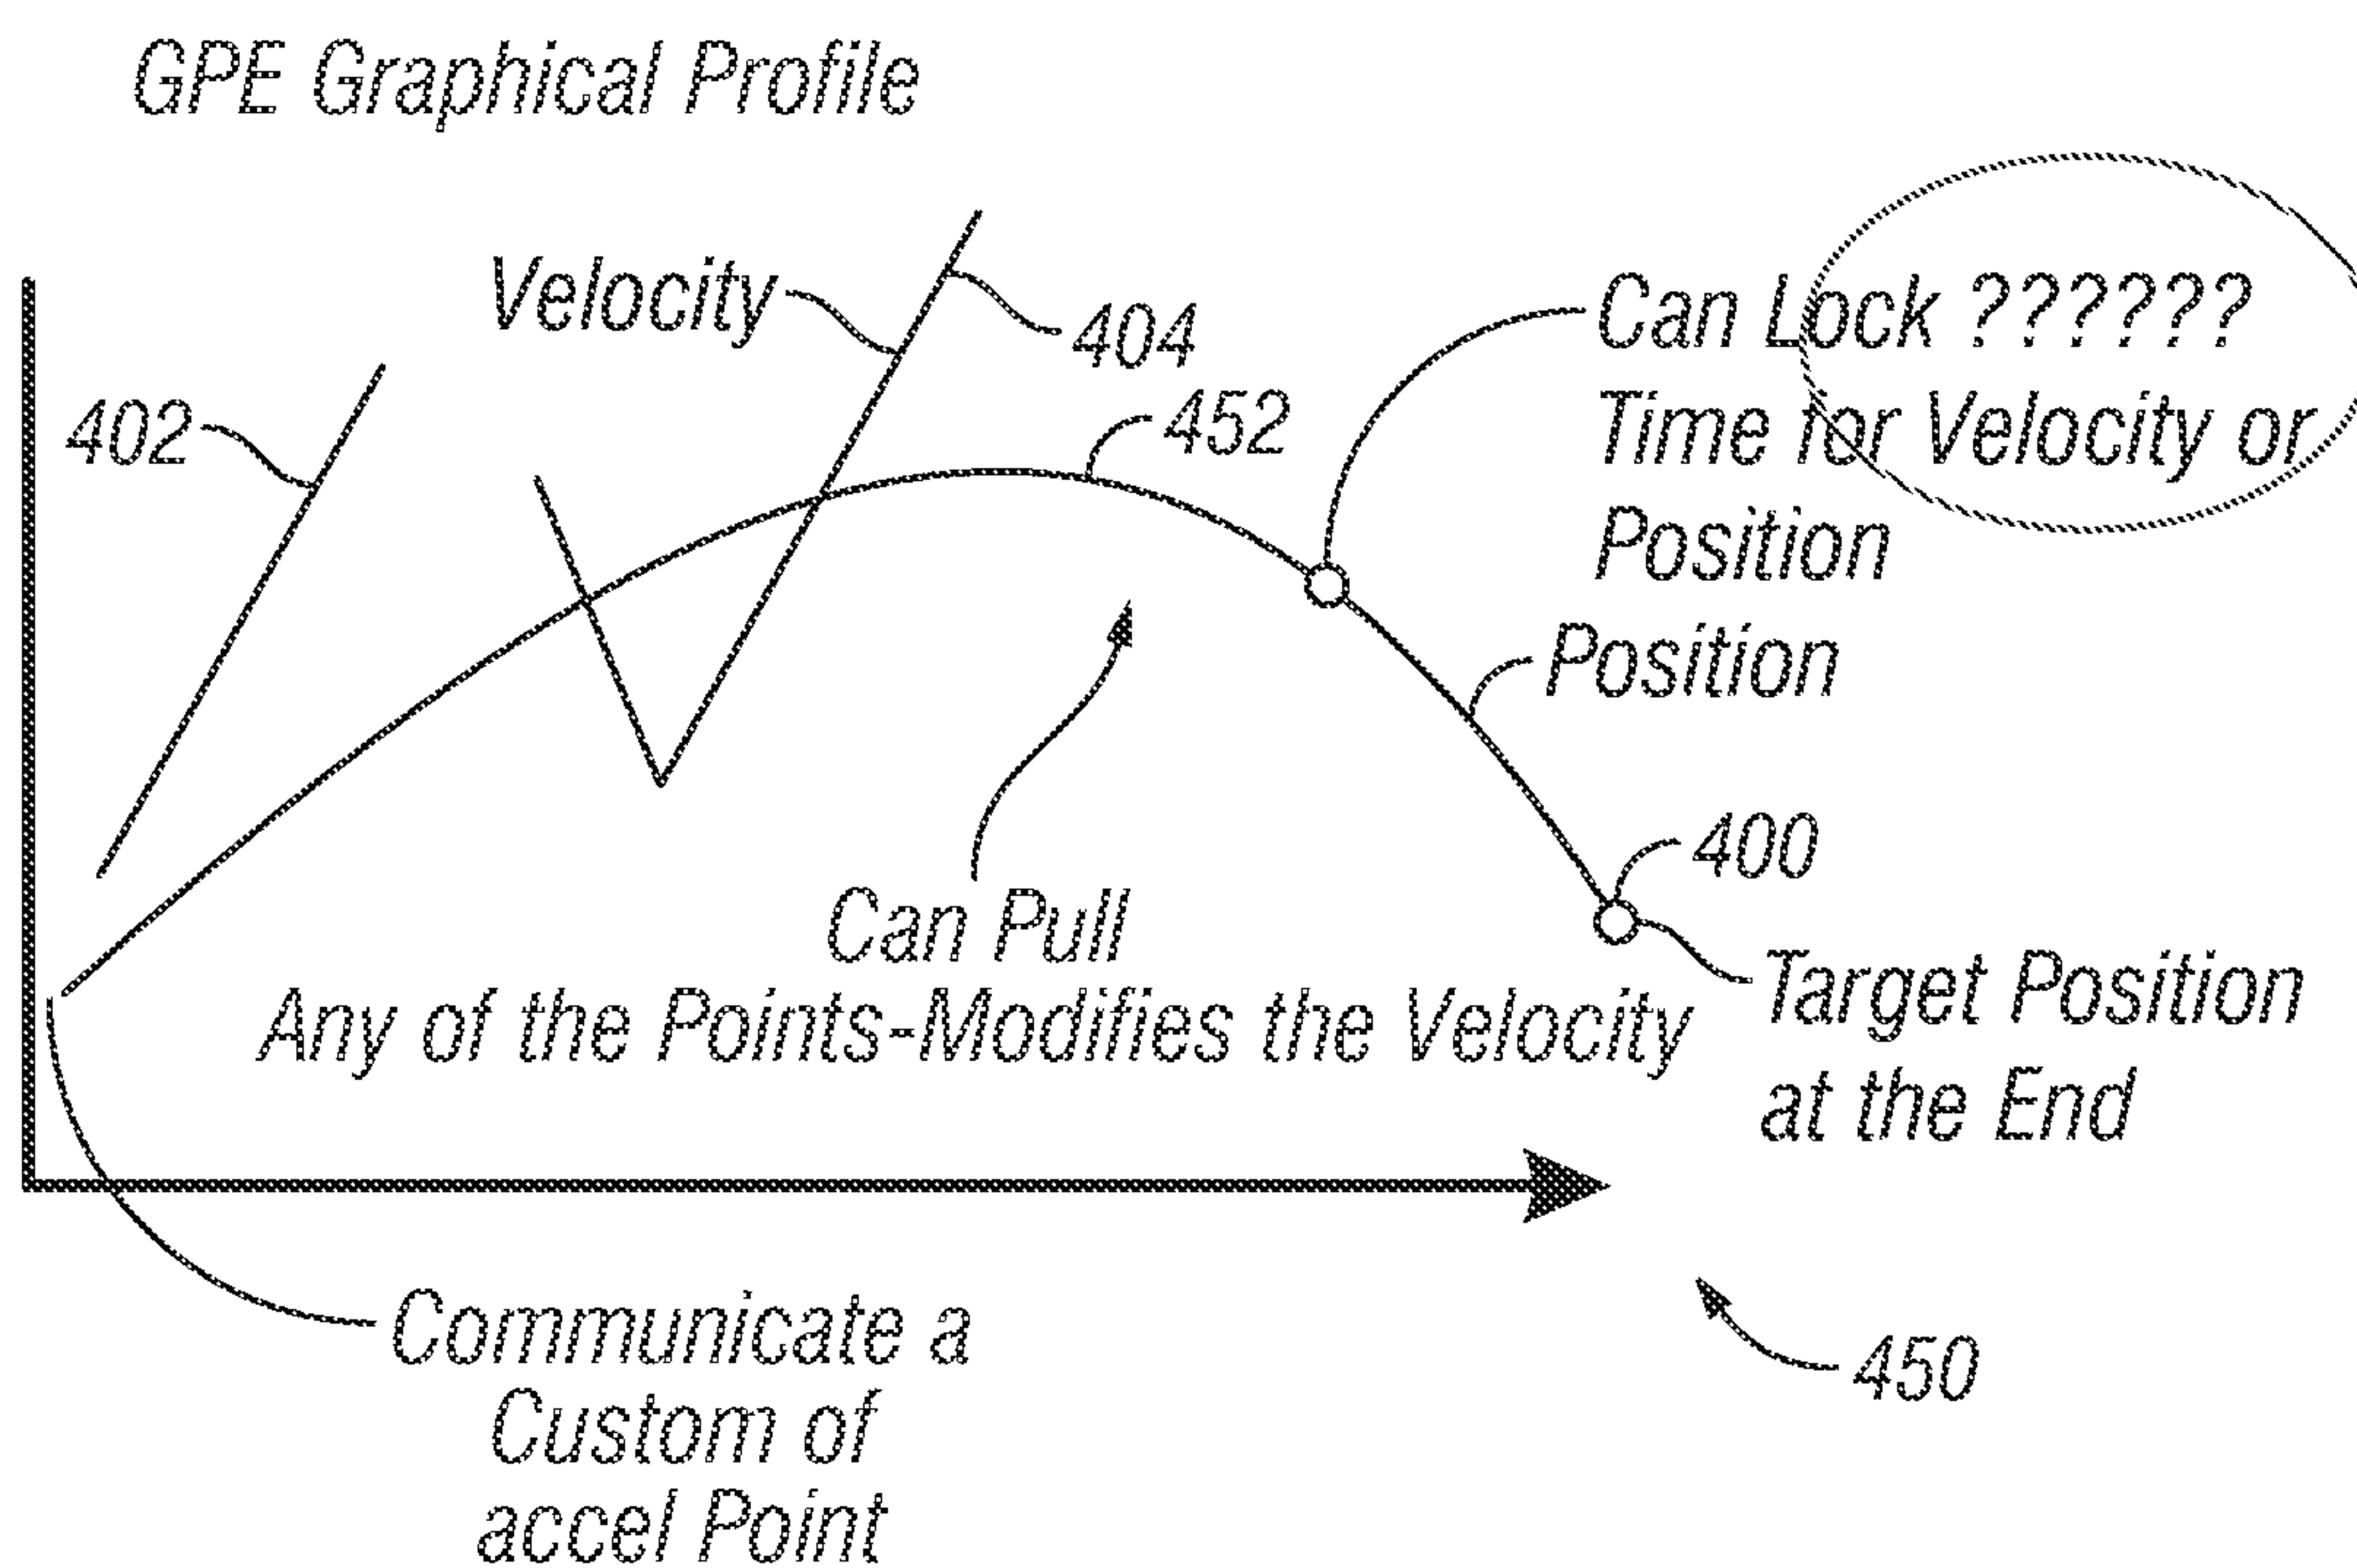 GPE Graphical Profile
Velocity
404
402
452
Can Lock ??????
Time for Velocity or
Position
Position
400
Can Pull
Any of the Points-Modifies the Velocity
Target Position
at the End
Communicate a
Custom of
accel Point
450